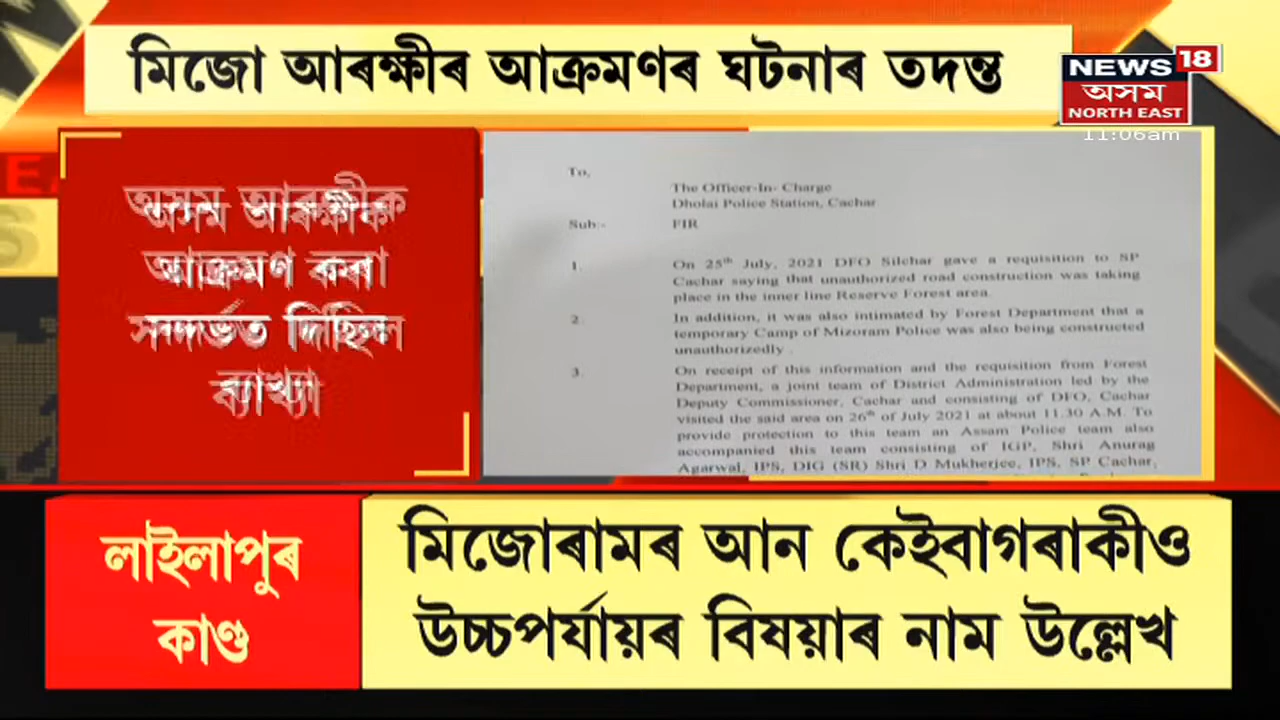 মিজো আৰক্ষীৰ আক্ৰমণৰ ঘটনাৰ তদন্ত
NEWS 18
অসম
NORTH EAST
11:06am
অসম আৰক্ষীক
আক্ৰমণ কৰা
সন্দৰ্ভত দিছিল
ব্যাখ্যা
To,
The Officer-In- Charge
Dholai Police Station, Cachar
Sub:- FIR
1. On 25th July, 2021 DFO Silchar gave a requisition to SP
Cachar saying that unauthorized road construction was taking
place in the inner line Reserve Forest area.
2. In addition, it was also intimated by Forest Department that a
temporary Camp of Mizoram Police was also being constructed
unauthorizedly .
3. On receipt of this information and the requisition from Forest
Department, a joint team of District Administration led by the
Deputy Commissioner, Cachar and consisting of DFO, Cachar
visited the said area on 26th of July 2021 at about 11.30 A.M. To
provide protection to this team an Assam Police team also
accompanied this team consisting of IGP, Shri Anurag
Agarwal, IPS, DIG (SR) Shri D Mukherjee, IPS, SP Cachar,
লাইলাপুৰ
কাণ্ড
মিজোৰামৰ আন কেইবাগৰাকীও
উচ্চপৰ্যায়ৰ বিষয়াৰ নাম উল্লেখ